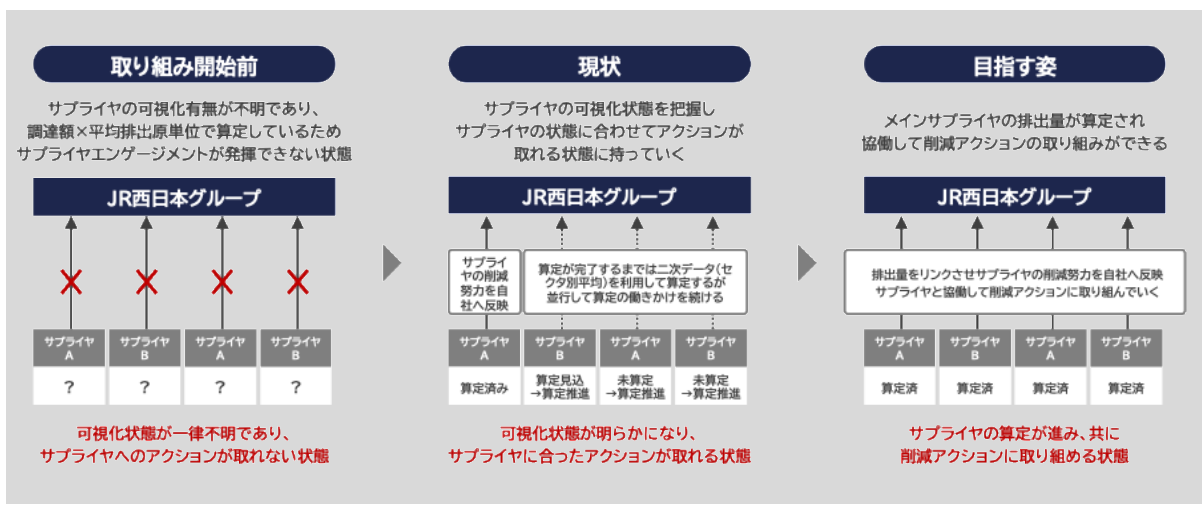 取り組み開始前
サプライヤの可視化有無が不明であり、
調達額×平均排出原単位で算定しているため
サプライヤエンゲージメントが発揮できない状態
JR西日本グループ
サプライヤ
A
サプライヤ
B
サプライヤ
A
サプライヤ
B
?
?
?
?
可視化状態が一律不明であり、
サプライヤへのアクションが取れない状態
現状
サプライヤの可視化状態を把握し
サプライヤの状態に合わせてアクションが
取れる状態に持っていく
JR西日本グループ
サプライ
ヤの削減
努力を自
社へ反映
算定が完了するまでは二次データ(セ
クタ別平均)を利用して算定するが
並行して算定の働きかけを続ける
サプライヤ
A
サプライヤ
B
サプライヤ
A
サプライヤ
B
算定済み
算定見込
→算定推進
未算定
→算定推進
未算定
→算定推進
可視化状態が明らかになり、
サプライヤに合ったアクションが取れる状態
目指す姿
メインサプライヤの排出量が算定され
協働して削減アクションの取り組みができる
JR西日本グループ
排出量をリンクさせサプライヤの削減努力を自社へ反映
サプライヤと協働して削減アクションに取り組んでいく
サプライヤ
A
サプライヤ
B
サプライヤ
A
サプライヤ
B
算定済
算定済
算定済
算定済
サプライヤの算定が進み、共に
削減アクションに取り組める状態